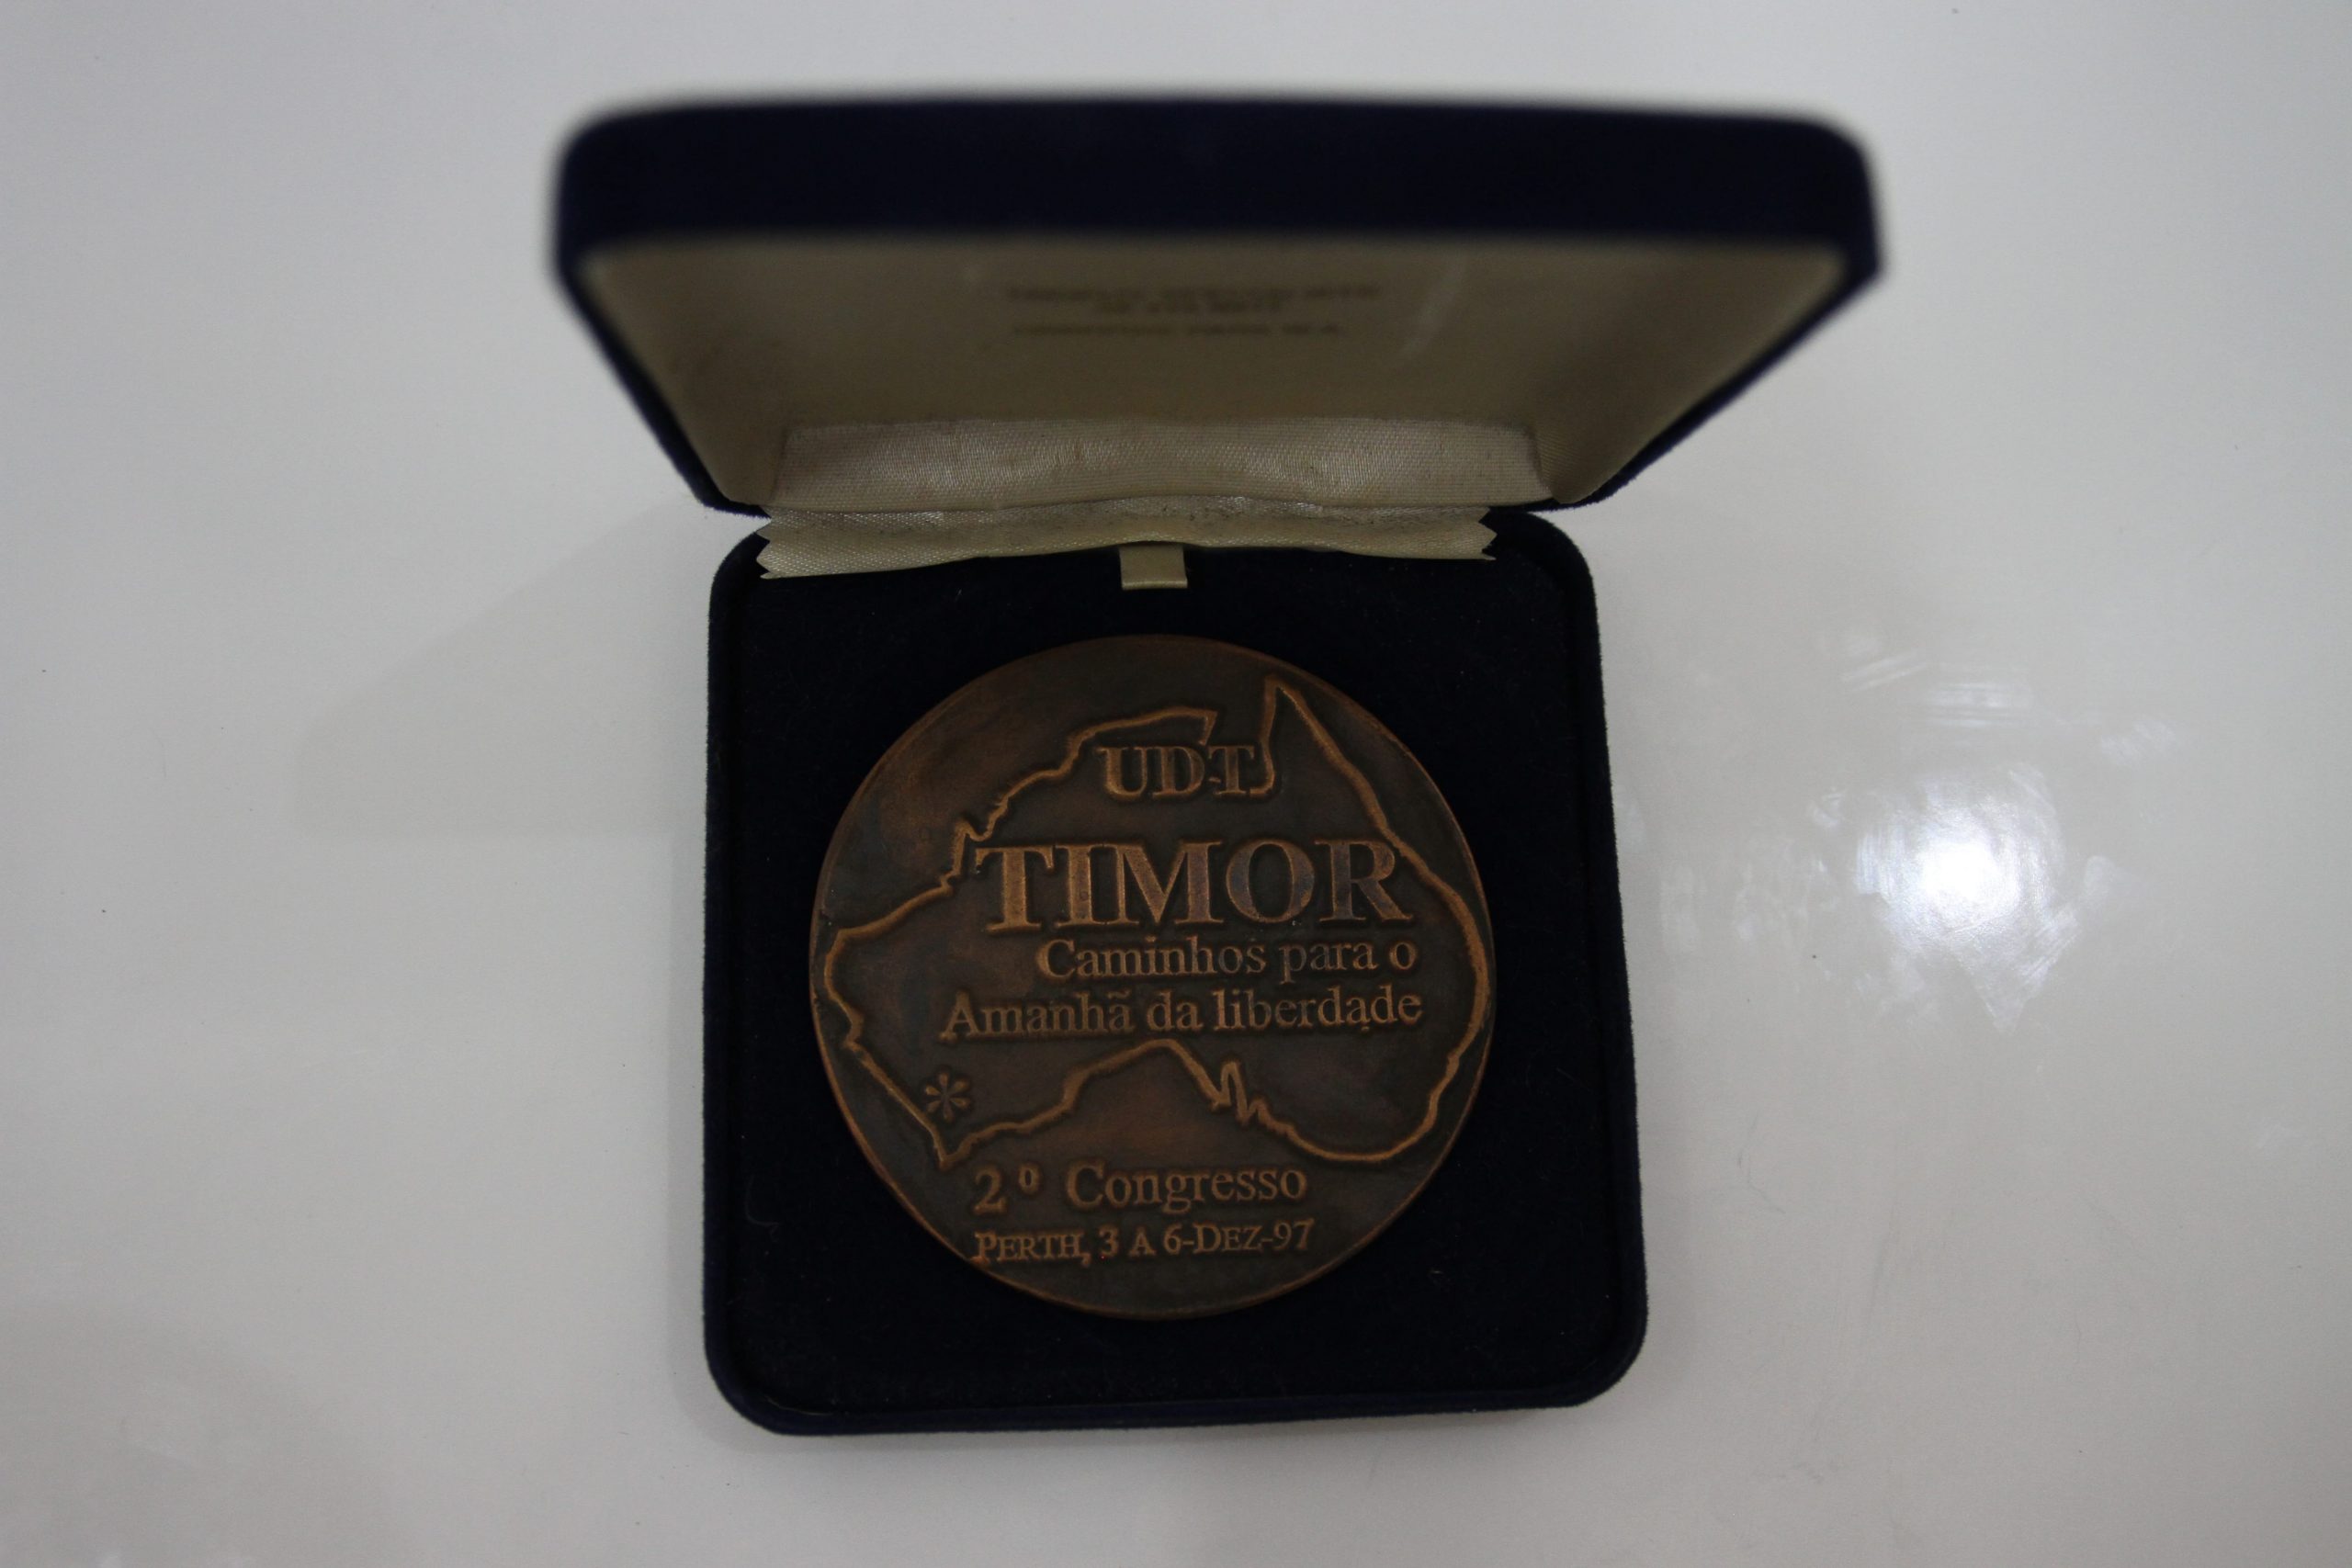 UDT
TIMOR
Caminhos para o
Amanhã da liberdade
2º Congresso
PERTH, 3 A 6-DEZ-97